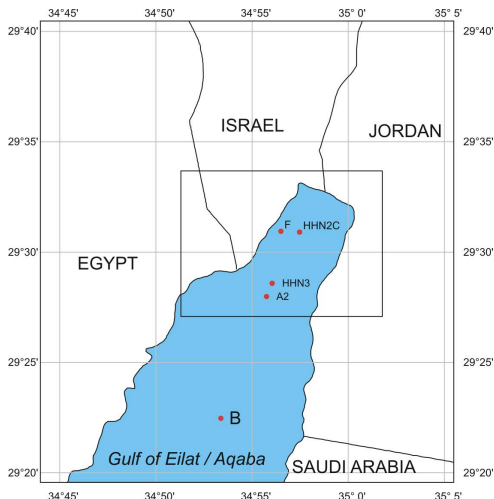 34°45' 34°50' 34°55' 35° 0' 35° 5'
29°40' 29°40'
ISRAEL
JORDAN
29°35' 29°35'
F HHN2C
EGYPT
29°30' 29°30'
HHN3
A2
29°25' 29°25'
B
Gulf of Eilat / Aqaba
SAUDI ARABIA
29°20' 29°20'
34°45' 34°50' 34°55' 35° 0' 35° 5'